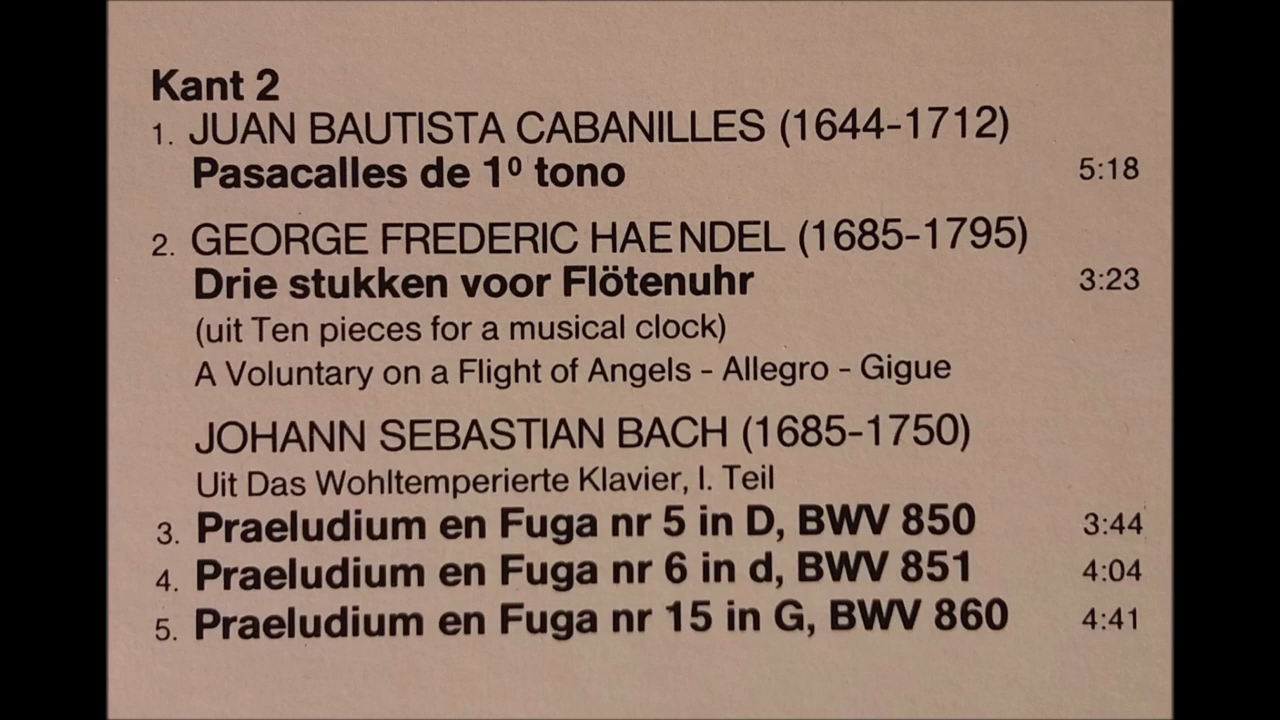 Kant 2
1. JUAN BAUTISTA CABANILLES (1644-1712)
Pasacalles de 1º tono 5:18
2. GEORGE FREDERIC HAENDEL (1685-1795)
Drie stukken voor Flötenuhr 3:23
(uit Ten pieces for a musical clock)
A Voluntary on a Flight of Angels - Allegro - Gigue
JOHANN SEBASTIAN BACH (1685-1750)
Uit Das Wohltemperierte Klavier, I. Teil
3. Praeludium en Fuga nr 5 in D, BWV 850 3:44
4. Praeludium en Fuga nr 6 in d, BWV 851 4:04
5. Praeludium en Fuga nr 15 in G, BWV 860 4:41